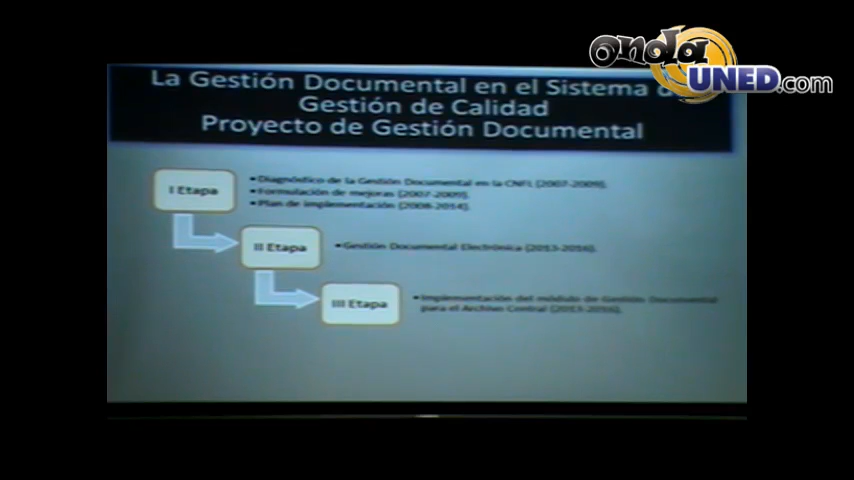 onda
UNED.com
La Gestión Documental en el Sistema
Gestión de Calidad
Proyecto de Gestión Documental
I Etapa
•Diagnóstico de la Gestión Documental en la CNFL (2007-2009).
•Formulación de mejoras (2007-2009).
•Plan de implementación (2008-2014).
II Etapa
•Gestión Documental Electrónica (2013-2016).
III Etapa
•Implementación del módulo de Gestión Documental
para el Archivo Central (2013-2016).